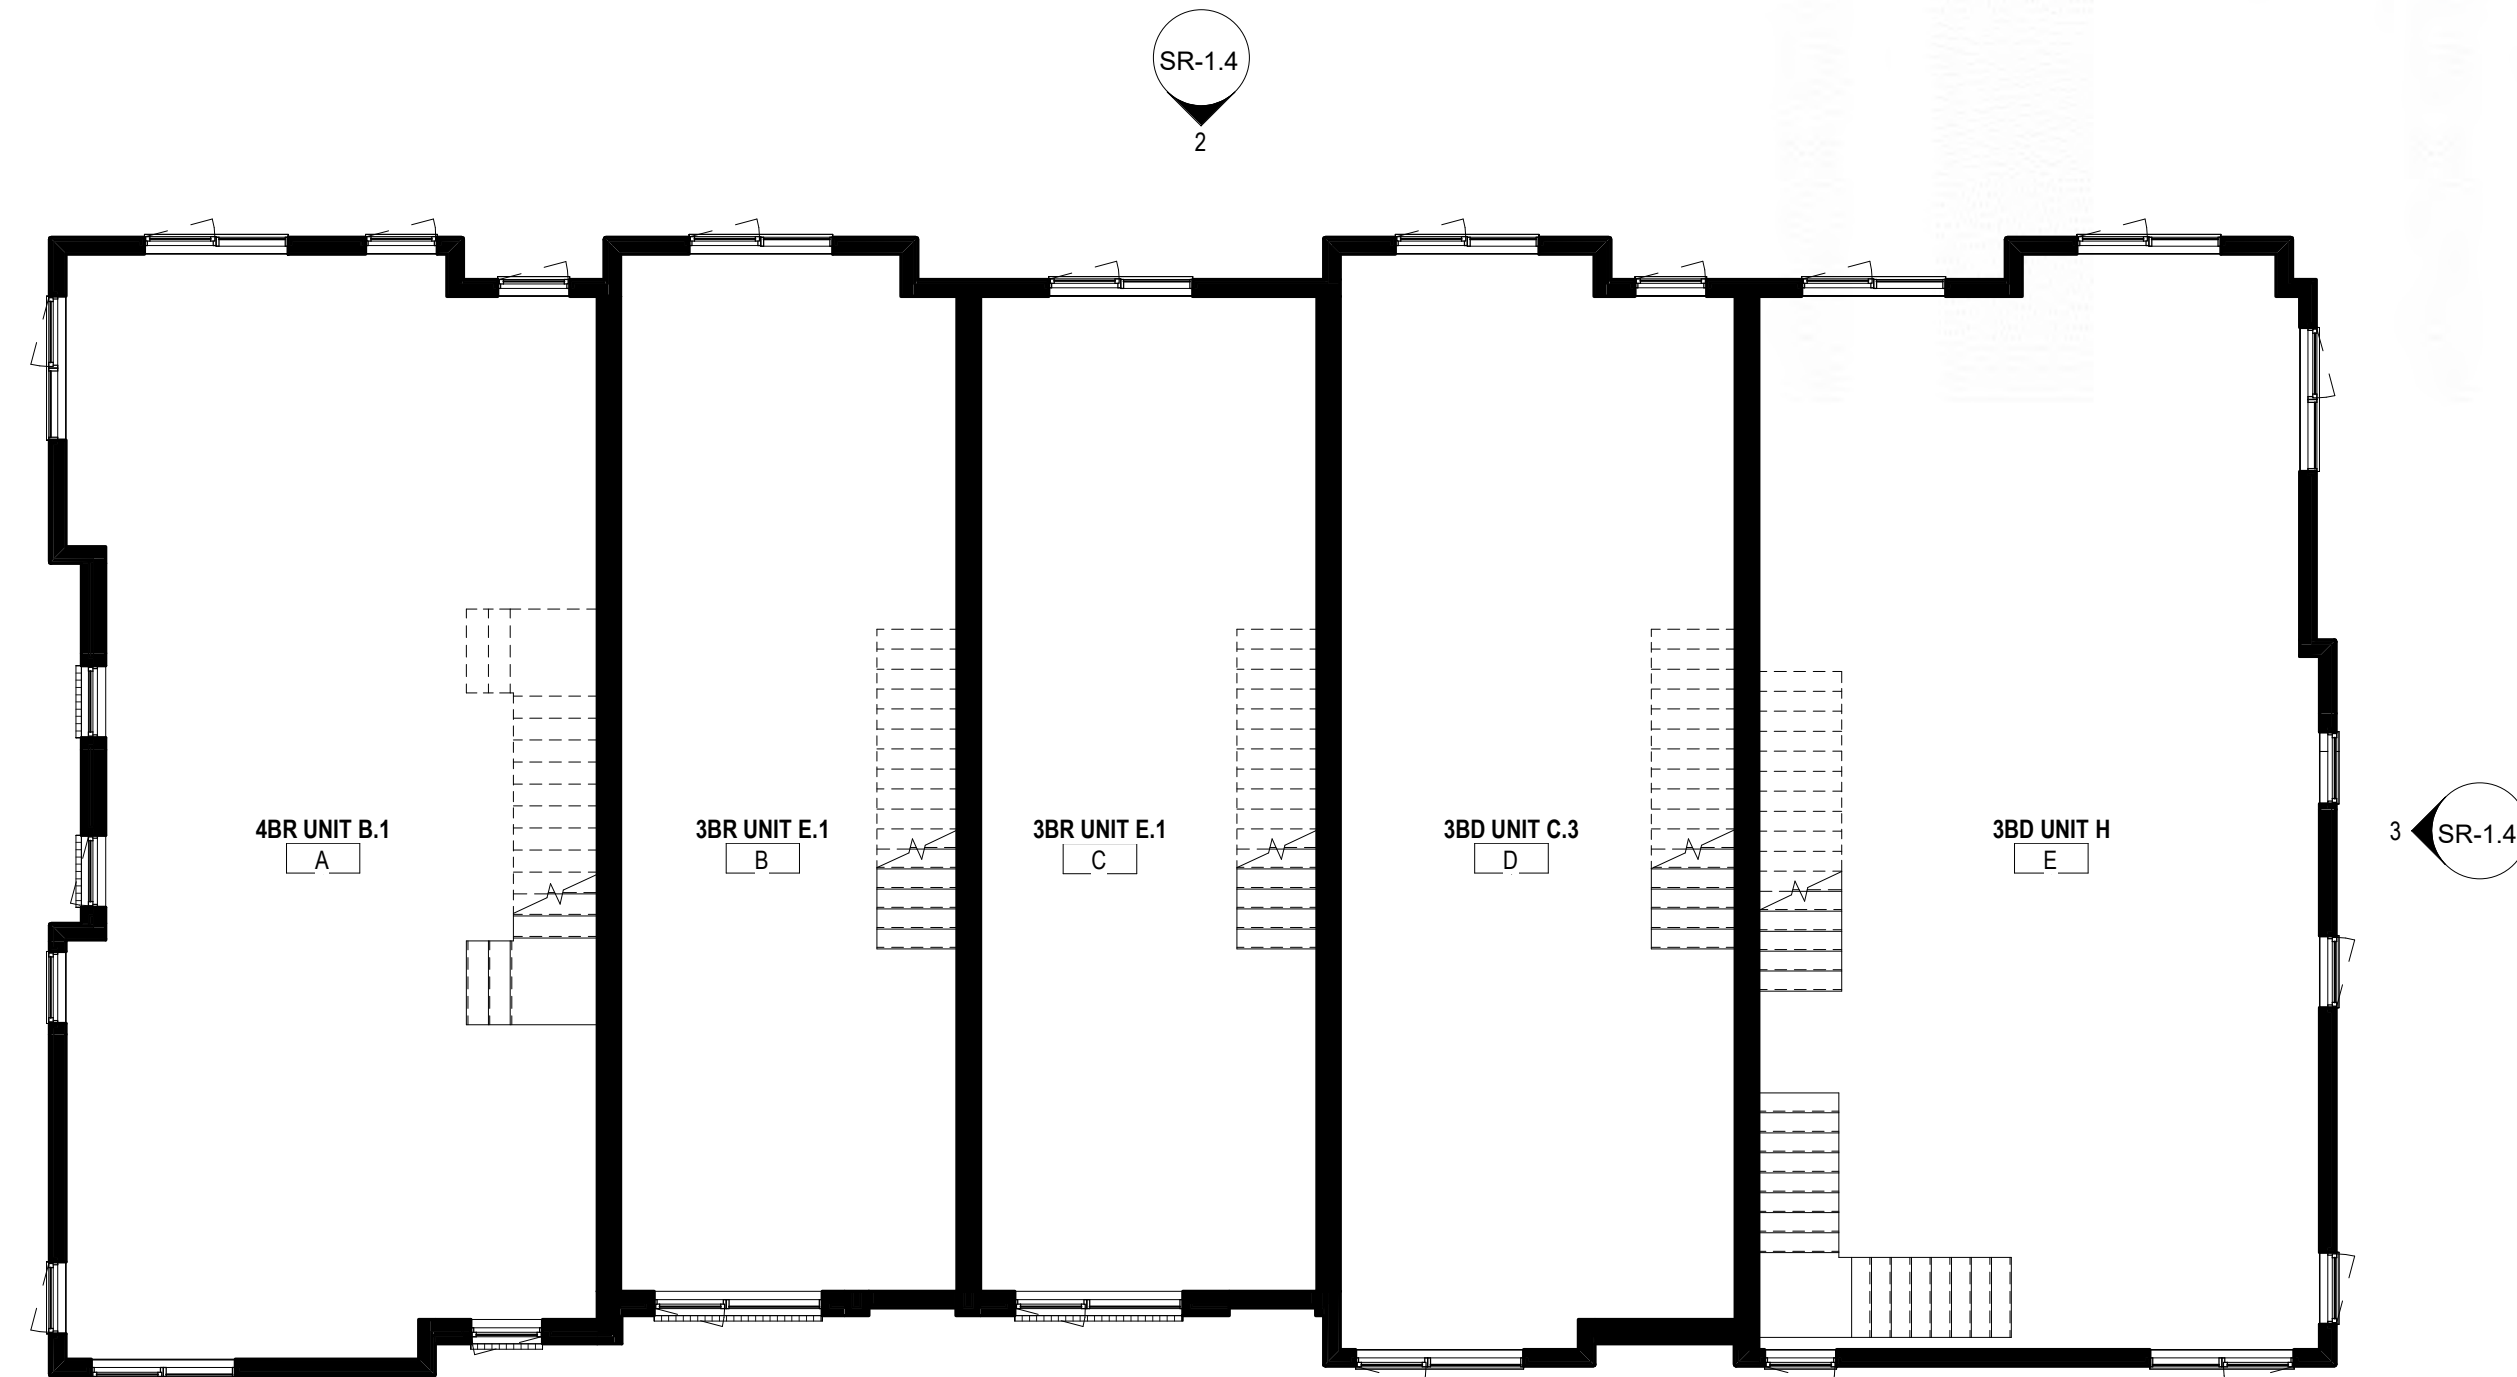 SR-1.4
2
4BR UNIT B.1
A
3BR UNIT E.1
B
3BR UNIT E.1
C
3BD UNIT C.3
D
3BD UNIT H
E
3
SR-1.4